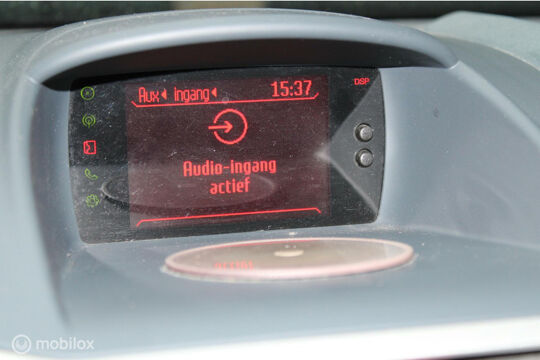 Aux ingang
15:37
DSP
Audio-ingang
actief
mobilox